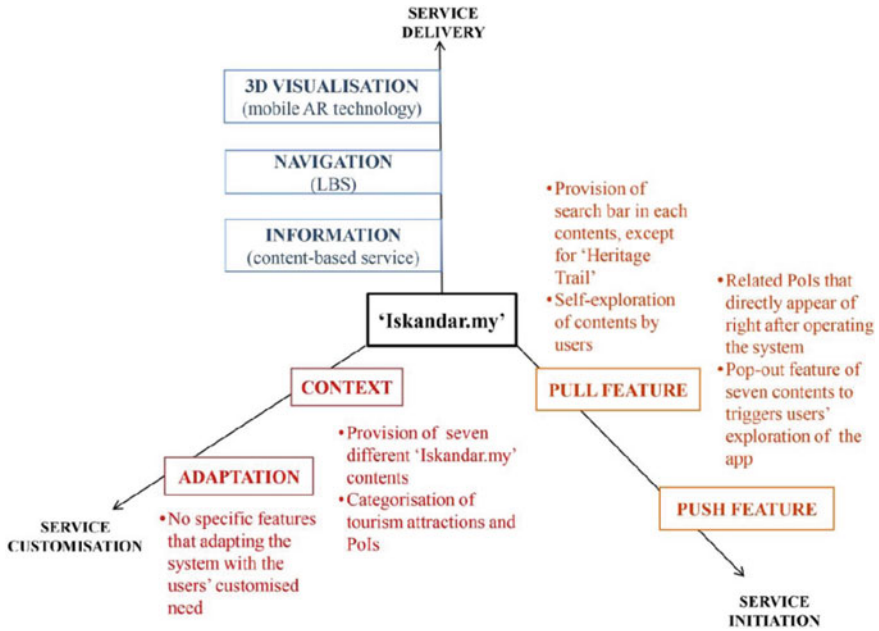 SERVICE
DELIVERY
3D VISUALISATION
(mobile AR technology)
NAVIGATION
(LBS)
INFORMATION
(content-based service)
'Iskandar.my'
•Provision of
search bar in each
contents, except
for 'Heritage
Trail'
•Self-exploration
of contents by
users
•Related PoIs that
directly appear of
right after operating
the system
•Pop-out feature of
seven contents to
triggers users'
exploration of the
app
CONTEXT
PULL FEATURE
•Provision of seven
different 'Iskandar.my'
contents
•Categorisation of
tourism attractions and
PoIs
ADAPTATION
PUSH FEATURE
SERVICE
CUSTOMISATION
•No specific features
that adapting the
system with the
users' customised
need
SERVICE
INITIATION